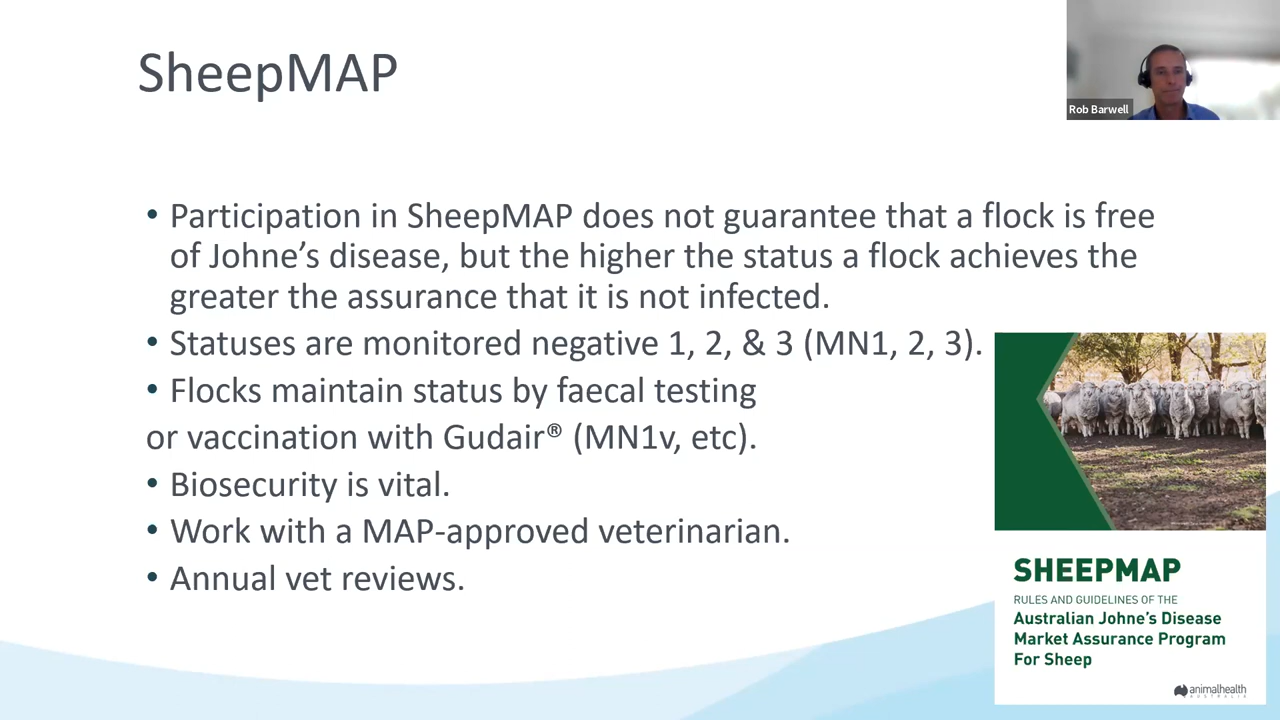 SheepMAP
Rob Barwell
• Participation in SheepMAP does not guarantee that a flock is free
of Johne’s disease, but the higher the status a flock achieves the
greater the assurance that it is not infected.
• Statuses are monitored negative 1, 2, & 3 (MN1, 2, 3).
• Flocks maintain status by faecal testing
or vaccination with Gudair® (MN1v, etc).
• Biosecurity is vital.
• Work with a MAP-approved veterinarian.
• Annual vet reviews.
SHEEPMAP
RULES AND GUIDELINES OF THE
Australian Johne’s Disease
Market Assurance Program
For Sheep
animalhealth
AUSTRALIA